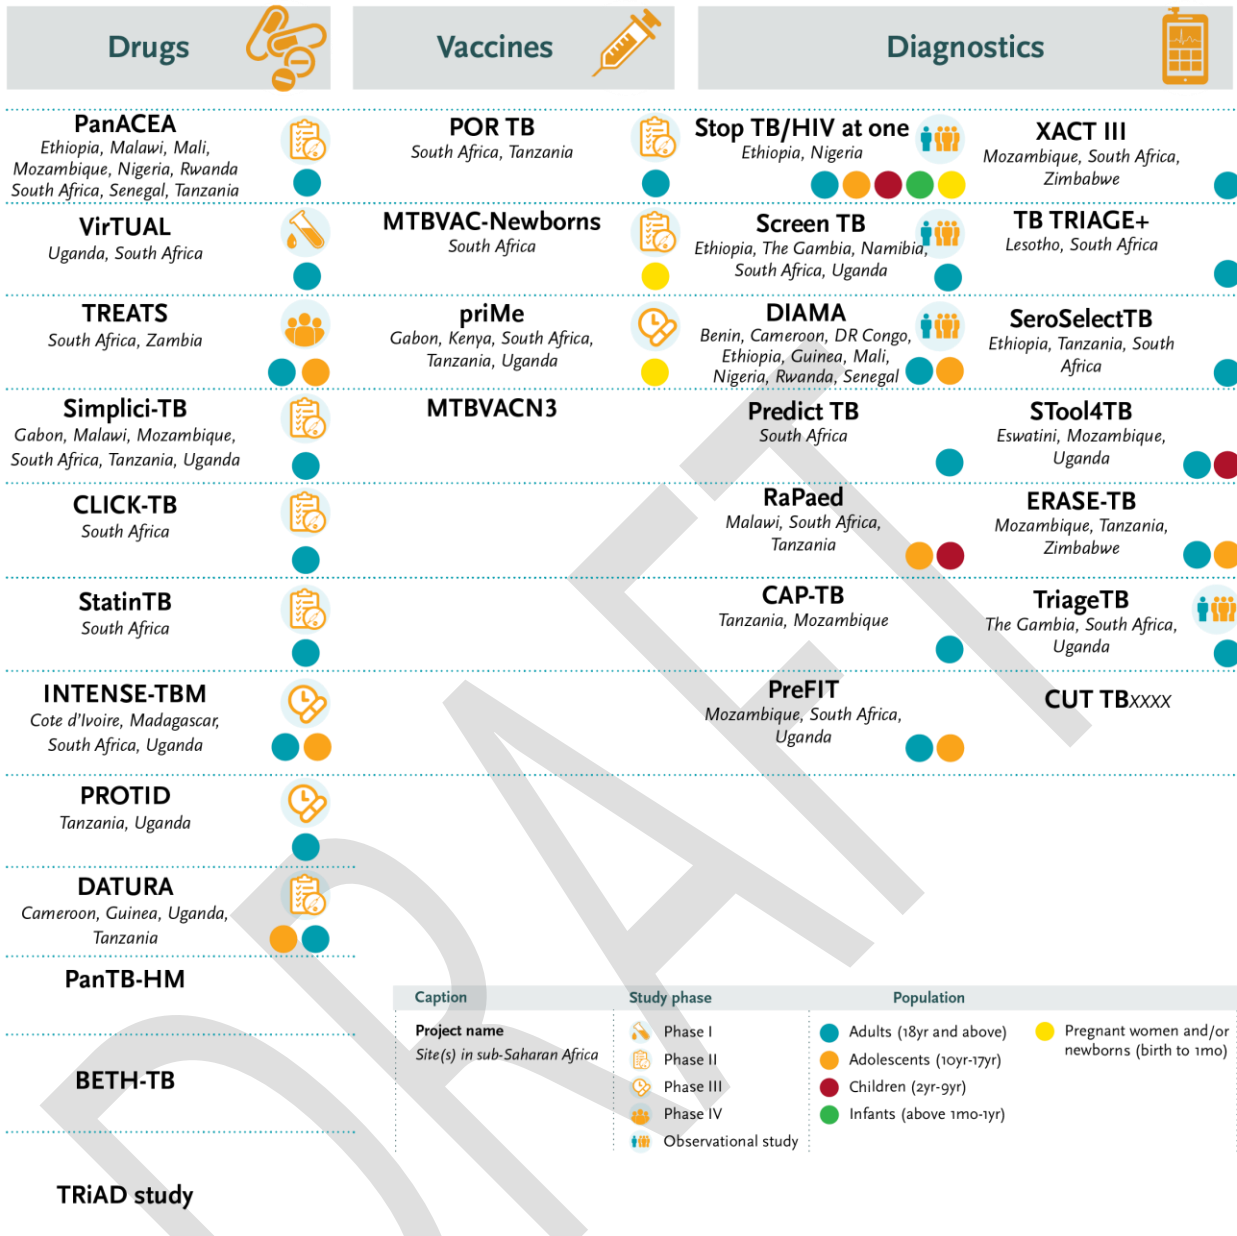 Drugs
PanACEA
Ethiopia, Malawi, Mali,
Mozambique, Nigeria, Rwanda
South Africa, Senegal, Tanzania
VirTUAL
Uganda, South Africa
TREATS
South Africa, Zambia
Simplici-TB
Gabon, Malawi, Mozambique,
South Africa, Tanzania, Uganda
CLICK-TB
South Africa
StatinTB
South Africa
INTENSE-TBM
Cote d'Ivoire, Madagascar,
South Africa, Uganda
PROTID
Tanzania, Uganda
DATURA
Cameroon, Guinea, Uganda,
Tanzania
PanTB-HM
BETH-TB
TRiAD study
Vaccines
POR TB
South Africa, Tanzania
MTBVAC-Newborns
South Africa
priMe
Gabon, Kenya, South Africa,
Tanzania, Uganda
MTBVACN3
Diagnostics
Stop TB/HIV at one
Ethiopia, Nigeria
Screen TB
Ethiopia, The Gambia, Namibia,
South Africa, Uganda
DIAMA
Benin, Cameroon, DR Congo,
Ethiopia, Guinea, Mali,
Nigeria, Rwanda, Senegal
Predict TB
South Africa
RaPaed
Malawi, South Africa,
Tanzania
CAP-TB
Tanzania, Mozambique
PreFIT
Mozambique, South Africa,
Uganda
XACT III
Mozambique, South Africa,
Zimbabwe
TB TRIAGE+
Lesotho, South Africa
SeroSelectTB
Ethiopia, Tanzania, South
Africa
STool4TB
Eswatini, Mozambique,
Uganda
ERASE-TB
Mozambique, Tanzania,
Zimbabwe
TriageTB
The Gambia, South Africa,
Uganda
CUT TBxxxx
Caption
Project name
Site(s) in sub-Saharan Africa
Study phase
Phase I
Phase II
Phase III
Phase IV
Observational study
Population
Adults (18yr and above)
Adolescents (10yr-17yr)
Children (2yr-9yr)
Infants (above 1mo-1yr)
Pregnant women and/or
newborns (birth to 1mo)
DRAFT